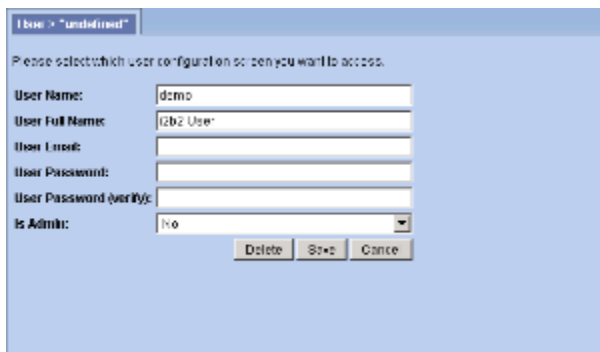 User > "undefined"
Please select which user configuration screen you want to access.
User Name: demo
User Full Name: i2b2 User
User Email:
User Password:
User Password (verify):
Is Admin: No
Delete Save Cancel